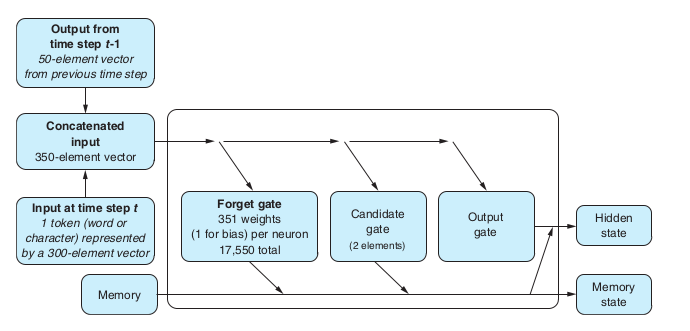 Output from
time step t-1
50-element vector
from previous time step
Concatenated
input
350-element vector
Input at time step t
1 token (word or
character) represented
by a 300-element vector
Forget gate
351 weights
(1 for bias) per neuron
17,550 total
Candidate
gate
(2 elements)
Output
gate
Hidden
state
Memory
Memory
state